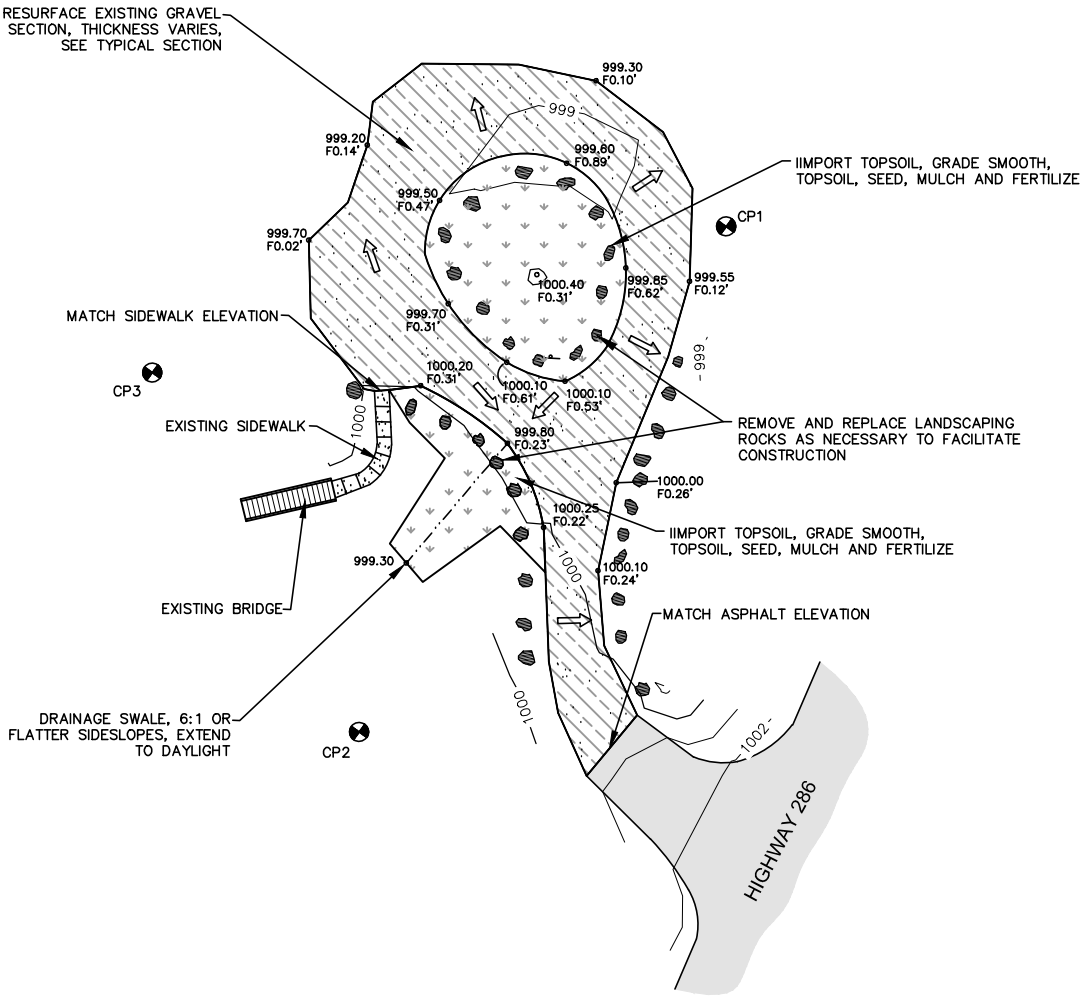 RESURFACE EXISTING GRAVEL
SECTION, THICKNESS VARIES,
SEE TYPICAL SECTION
999.30
F0.10'
999
999.20
F0.14'
999.60
F0.89'
IIMPORT TOPSOIL, GRADE SMOOTH,
TOPSOIL, SEED, MULCH AND FERTILIZE
999.50
F0.47'
CP1
999.70
F0.02'
1000.40
F0.31'
999.85
F0.62'
999.55
F0.12'
999.70
F0.31'
MATCH SIDEWALK ELEVATION
-999-
CP3
1000.20
F0.31'
1000.10
F0.61'
1000.10
F0.53'
1000
EXISTING SIDEWALK
999.80
F0.23'
REMOVE AND REPLACE LANDSCAPING
ROCKS AS NECESSARY TO FACILITATE
CONSTRUCTION
1000.00
F0.26'
1000.25
F0.22'
IIMPORT TOPSOIL, GRADE SMOOTH,
TOPSOIL, SEED, MULCH AND FERTILIZE
999.30
1000
1000.10
F0.24'
EXISTING BRIDGE
MATCH ASPHALT ELEVATION
-1000-
DRAINAGE SWALE, 6:1 OR
FLATTER SIDESLOPES, EXTEND
TO DAYLIGHT
CP2
-1002-
HIGHWAY 286